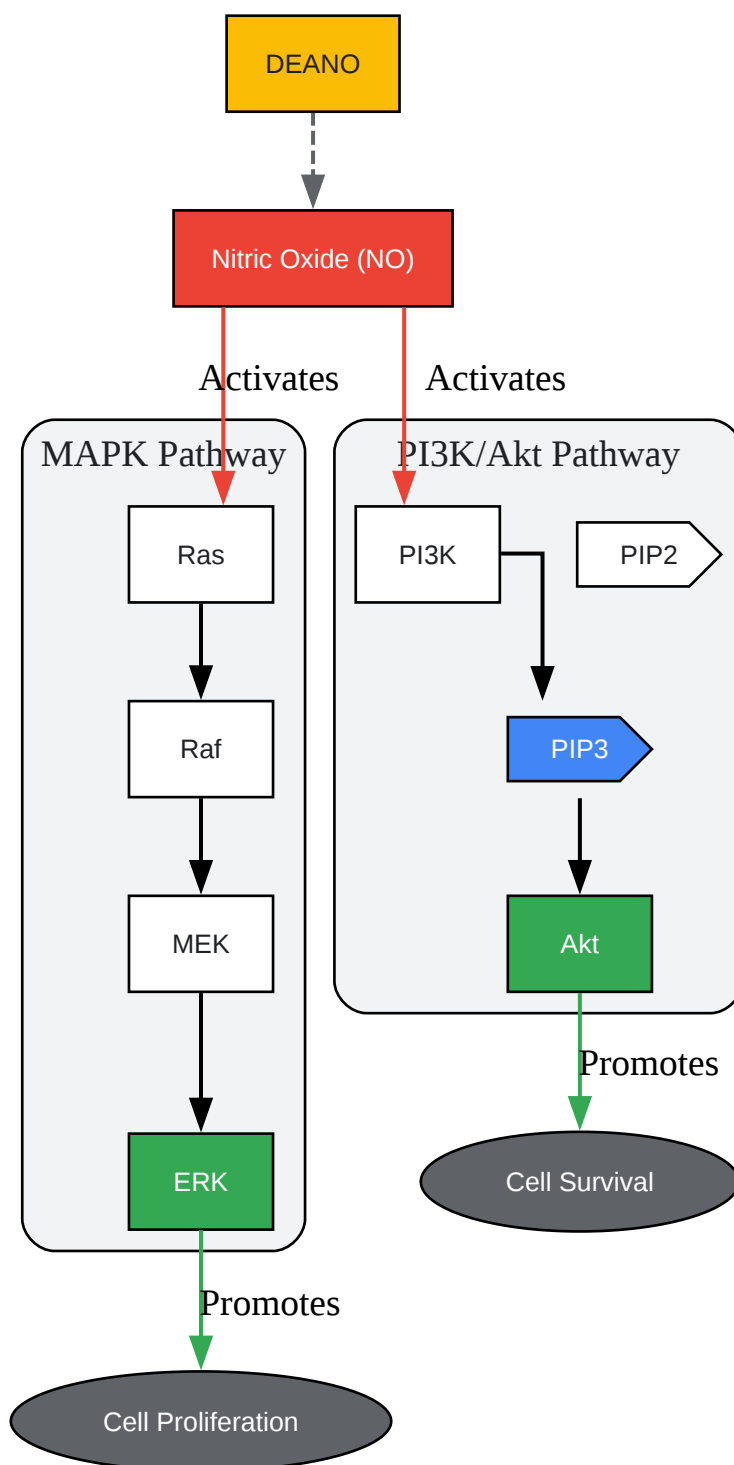 DEANO
Nitric Oxide (NO)
Activates
Activates
MAPK Pathway
PI3K/Akt Pathway
Ras
PI3K
PIP2
Raf
PIP3
MEK
Akt
Promotes
ERK
Cell Survival
Promotes
Cell Proliferation